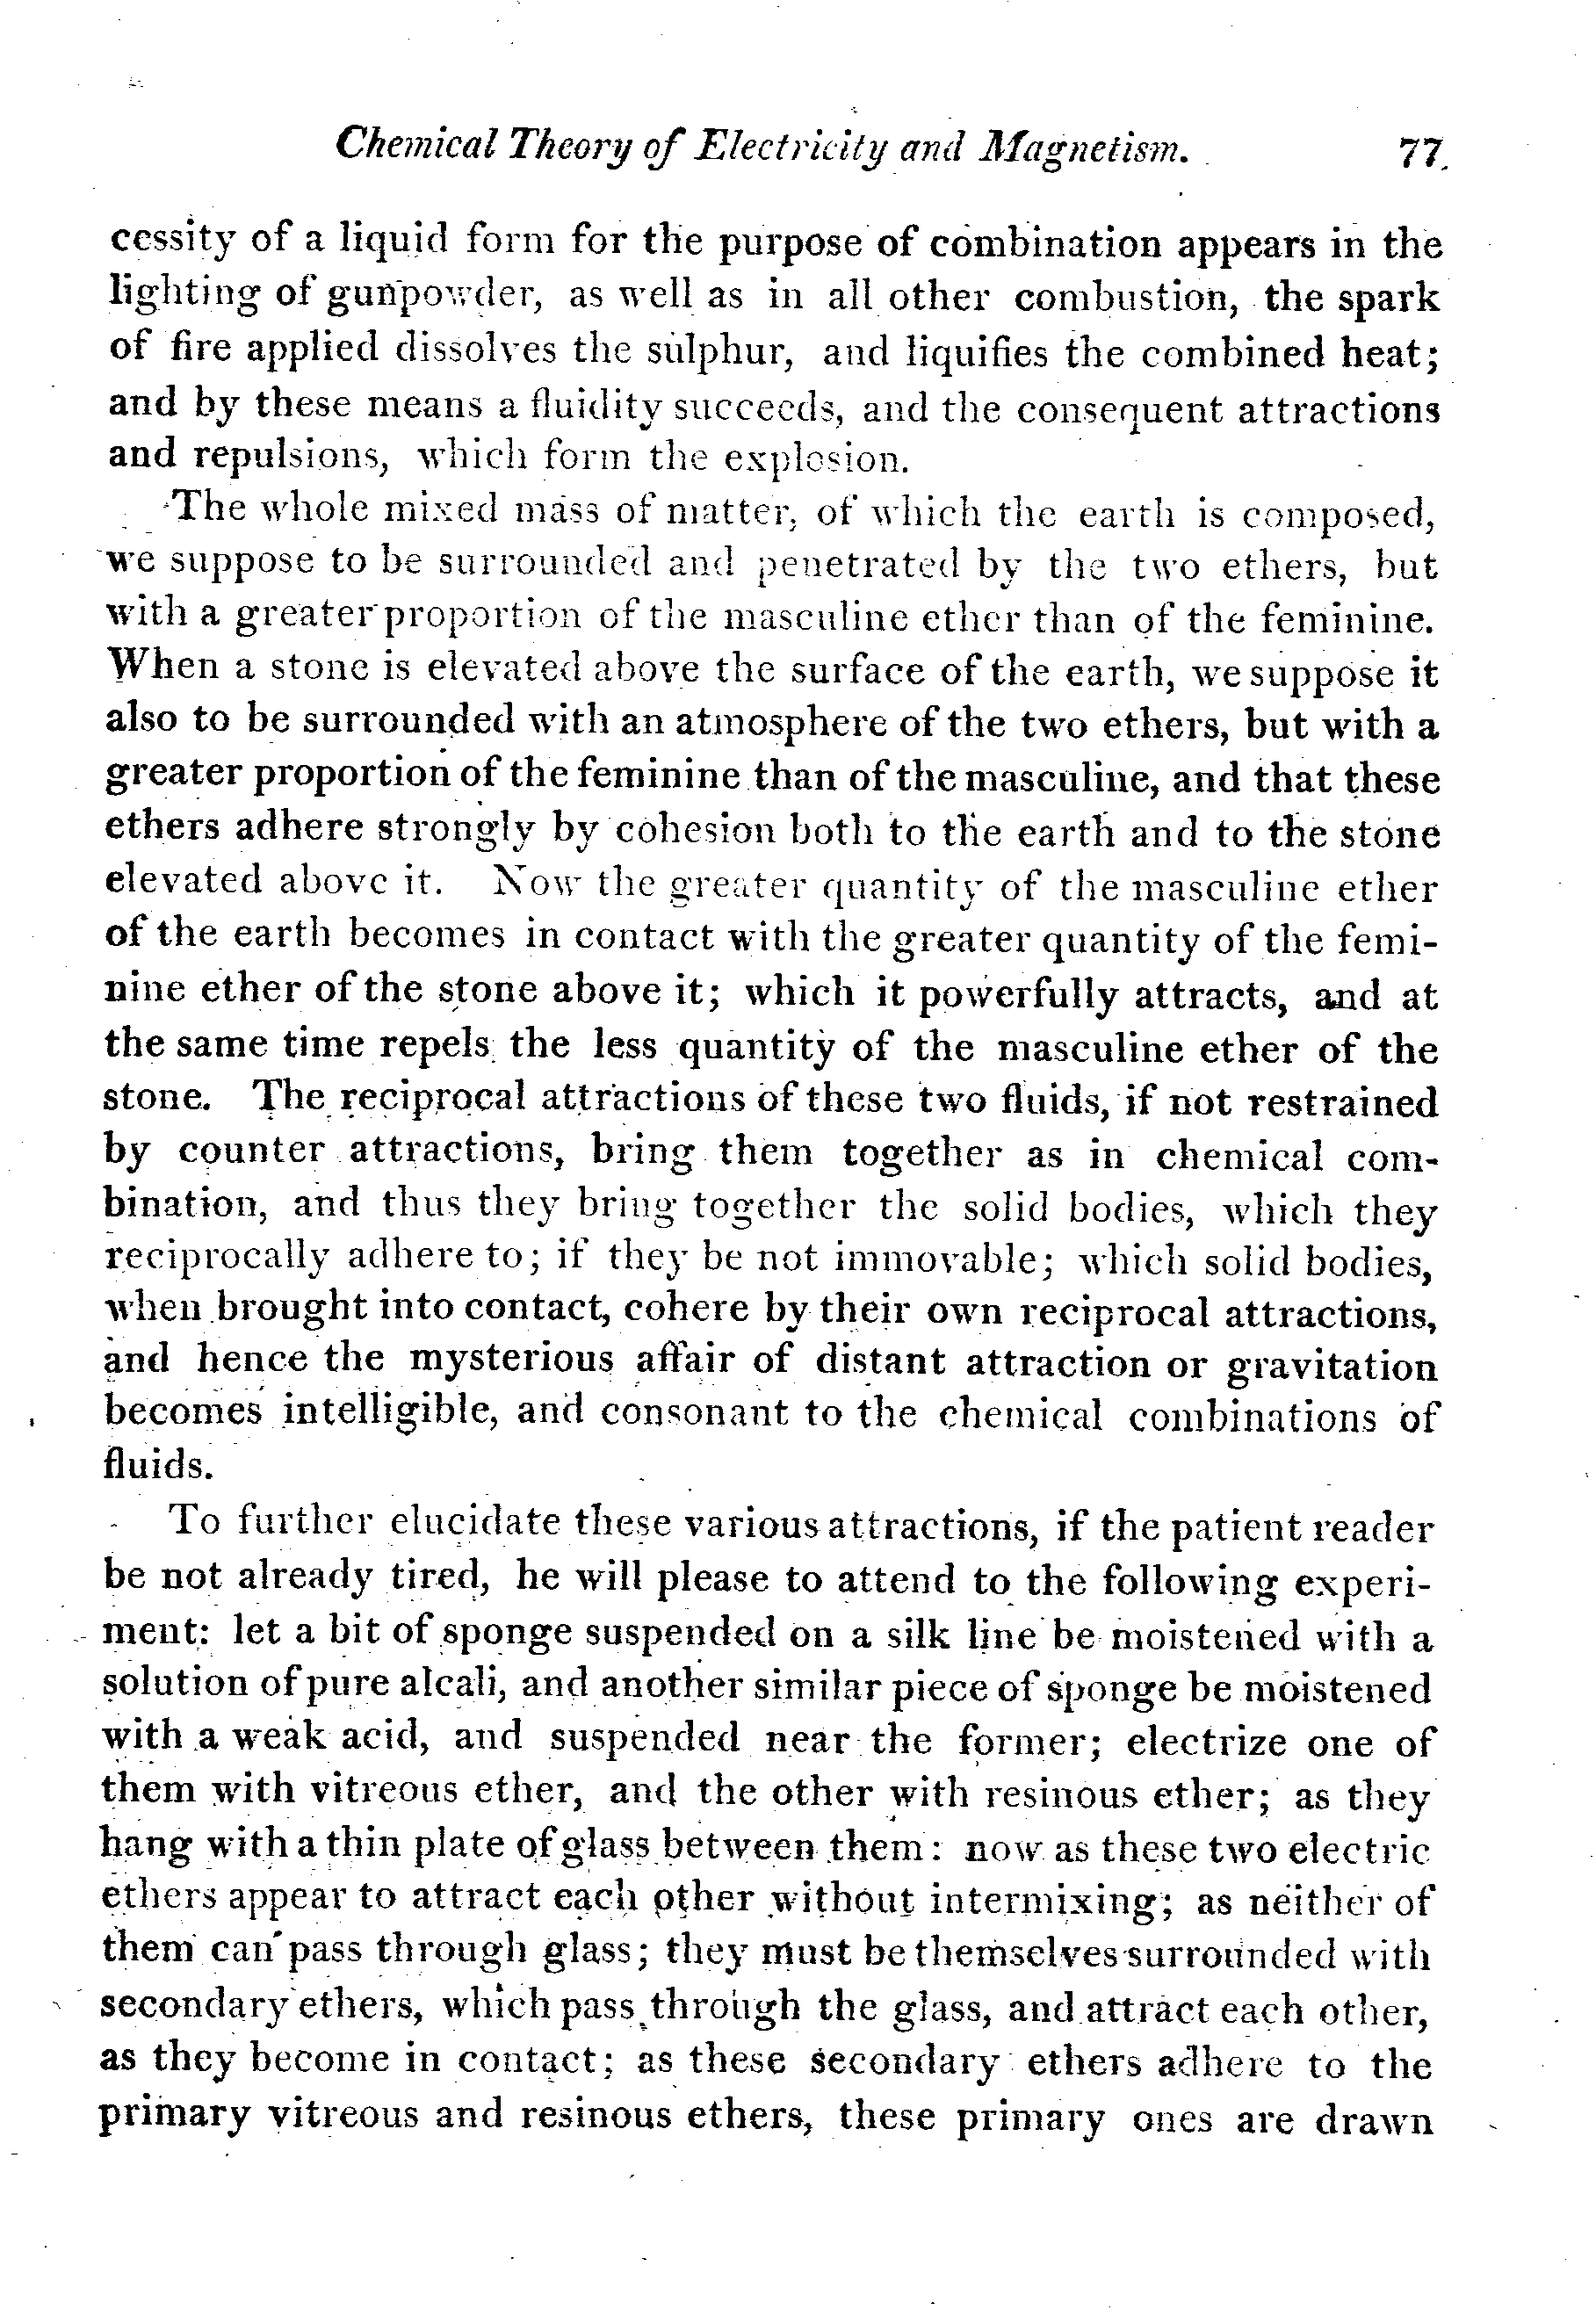 Chemical Theory of Electricity and Magnetism. 77
cessity of a liquid form for the purpose of combination appears in the
lighting of gunpowder, as well as in all other combustion, the spark
of fire applied dissolves the sulphur, and liquifies the combined heat;
and by these means a fluidity succeeds, and the consequent attractions
and repulsions, which form the explosion.
The whole mixed mass of matter, of which the earth is composed,
we suppose to be surrounded and penetrated by the two ethers, but
with a greater proportion of the masculine ether than of the feminine.
When a stone is elevated above the surface of the earth, we suppose it
also to be surrounded with an atmosphere of the two ethers, but with a
greater proportion of the feminine than of the masculine, and that these
ethers adhere strongly by cohesion both to the earth and to the stone
elevated above it. Now the greater quantity of the masculine ether
of the earth becomes in contact with the greater quantity of the femi-
nine ether of the stone above it; which it powerfully attracts, and at
the same time repels the less quantity of the masculine ether of the
stone. The reciprocal attractions of these two fluids, if not restrained
by counter attractions, bring them together as in chemical com-
bination, and thus they bring together the solid bodies, which they
reciprocally adhere to; if they be not immovable; which solid bodies,
when brought into contact, cohere by their own reciprocal attractions,
and hence the mysterious affair of distant attraction or gravitation
becomes intelligible, and consonant to the chemical combinations of
fluids.
To further elucidate these various attractions, if the patient reader
be not already tired, he will please to attend to the following experi-
ment: let a bit of sponge suspended on a silk line be moistened with a
solution of pure alcali, and another similar piece of sponge be moistened
with a weak acid, and suspended near the former; electrize one of
them with vitreous ether, and the other with resinous ether; as they
hang with a thin plate of glass between them: now as these two electric
ethers appear to attract each other without intermixing; as neither of
them can pass through glass; they must be themselves surrounded with
secondary ethers, which pass through the glass, and attract each other,
as they become in contact; as these secondary ethers adhere to the
primary vitreous and resinous ethers, these primary ones are drawn